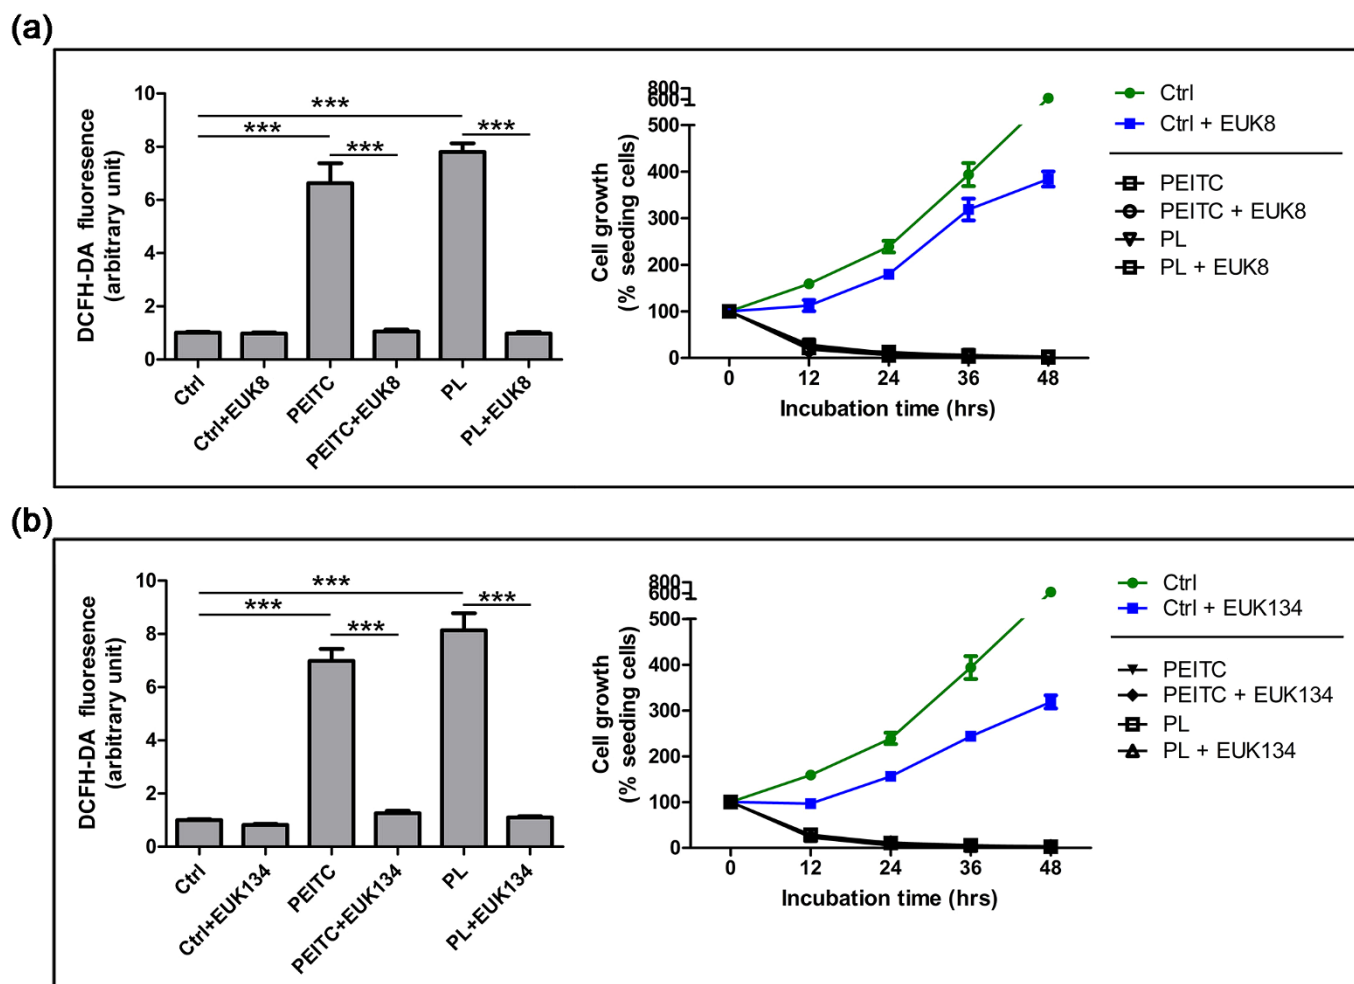 (a)
DCFH-DA fluoresence
(arbitrary unit)
10
8
6
4
2
0
***
***
***
***
Ctrl
Ctrl+EUK8
PEITC
PEITC+EUK8
PL
PL+EUK8
Cell growth
(% seeding cells)
800
600
500
400
300
200
100
0
0 12 24 36 48
Incubation time (hrs)
Ctrl
Ctrl + EUK8
PEITC
PEITC + EUK8
PL
PL + EUK8
(b)
DCFH-DA fluoresence
(arbitrary unit)
10
8
6
4
2
0
***
***
***
***
Ctrl
Ctrl+EUK134
PEITC
PEITC+EUK134
PL
PL+EUK134
Cell growth
(% seeding cells)
800
600
500
400
300
200
100
0
0 12 24 36 48
Incubation time (hrs)
Ctrl
Ctrl + EUK134
PEITC
PEITC + EUK134
PL
PL + EUK134